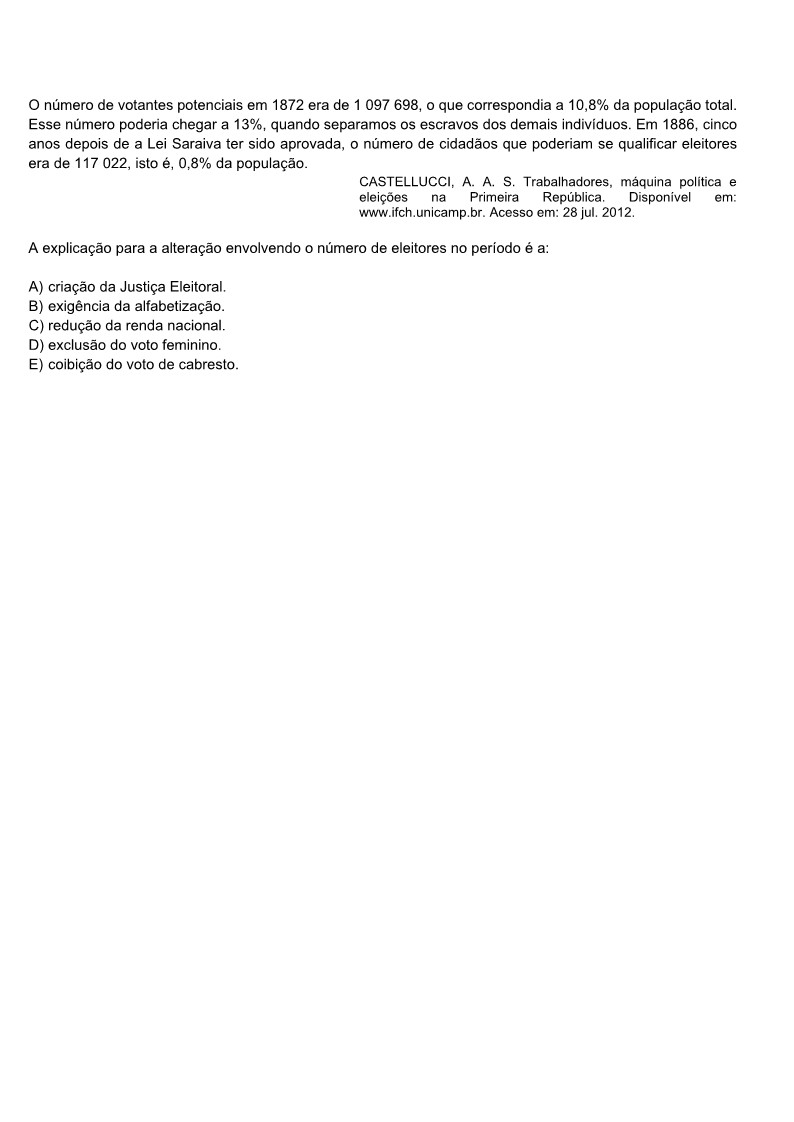 O número de votantes potenciais em 1872 era de 1 097 698, o que correspondia a 10,8% da população total.
Esse número poderia chegar a 13%, quando separamos os escravos dos demais indivíduos. Em 1886, cinco
anos depois de a Lei Saraiva ter sido aprovada, o número de cidadãos que poderiam se qualificar eleitores
era de 117 022, isto é, 0,8% da população.
CASTELLUCCI, A. A. S. Trabalhadores, máquina política e
eleições na Primeira República. Disponível em:
www.ifch.unicamp.br. Acesso em: 28 jul. 2012.
A explicação para a alteração envolvendo o número de eleitores no período é a:
A) criação da Justiça Eleitoral.
B) exigência da alfabetização.
C) redução da renda nacional.
D) exclusão do voto feminino.
E) coibição do voto de cabresto.